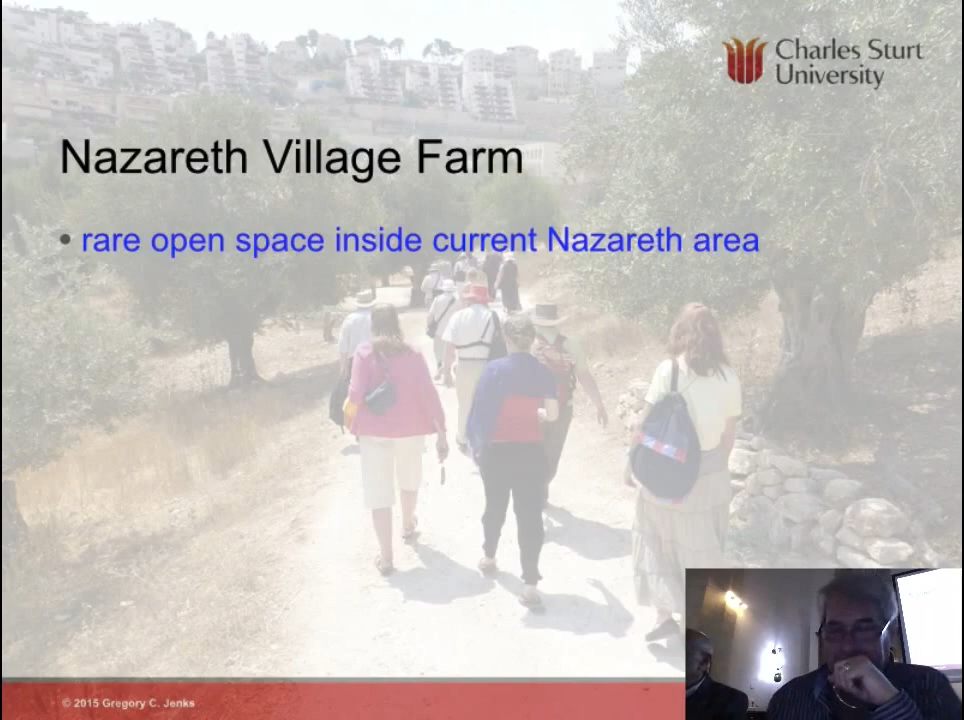 Charles Sturt
University
Nazareth Village Farm
• rare open space inside current Nazareth area
© 2015 Gregory C. Jenks